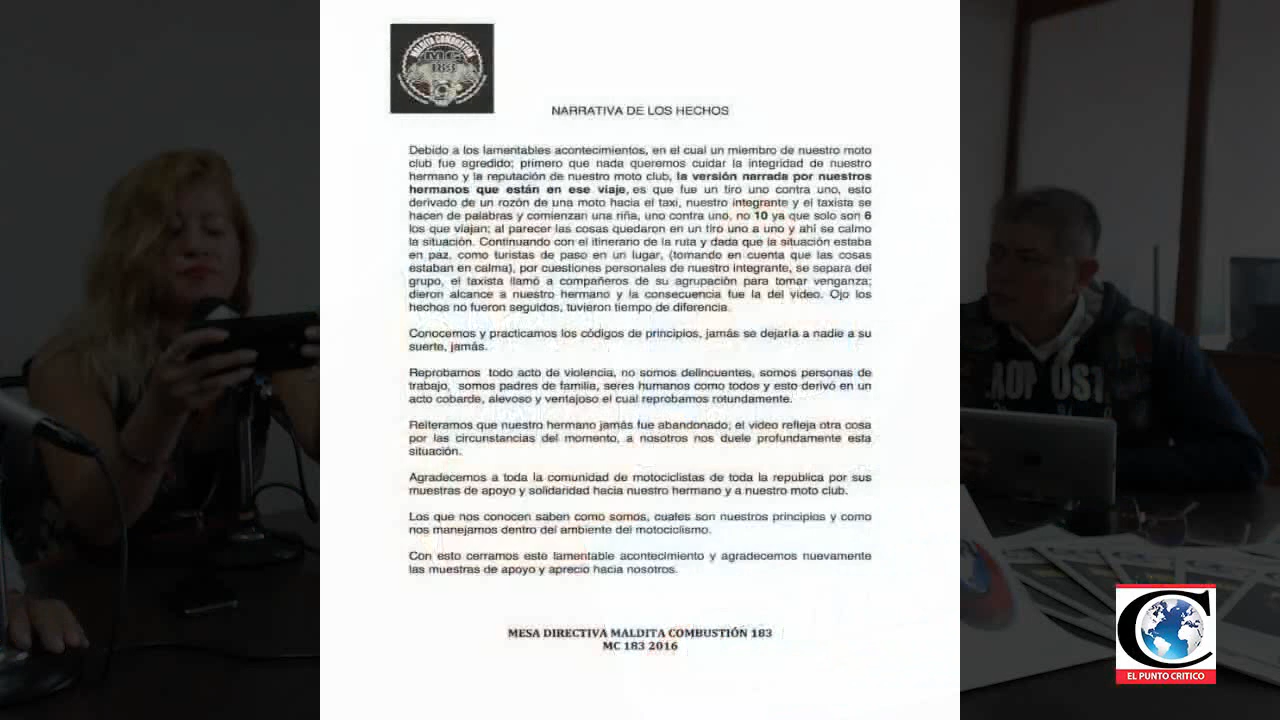 MALDITA COMBUSTION
MC
183
NARRATIVA DE LOS HECHOS
Debido a los lamentables acontecimientos, en el cual un miembro de nuestro moto
club fue agredido; primero que nada queremos cuidar la integridad de nuestro
hermano y la reputación de nuestro moto club, la versión narrada por nuestros
hermanos que están en ese viaje, es que fue un tiro uno contra uno, esto
derivado de un rozón de una moto hacia el taxi, nuestro integrante y el taxista se
hacen de palabras y comienzan una riña, uno contra uno, no 10 ya que solo son 6
los que viajan; al parecer las cosas quedaron en un tiro uno a uno y ahí se calmo
la situación. Continuando con el itinerario de la ruta y dada que la situación estaba
en paz, como turistas de paso en un lugar, (tomando en cuenta que las cosas
estaban en calma), por cuestiones personales de nuestro integrante, se separa del
grupo, el taxista llamó a compañeros de su agrupación para tomar venganza;
dieron alcance a nuestro hermano y la consecuencia fue la del video. Ojo los
hechos no fueron seguidos, tuvieron tiempo de diferencia.
Conocemos y practicamos los códigos de principios, jamás se dejaría a nadie a su
suerte, jamás.
Reprobamos todo acto de violencia, no somos delincuentes, somos personas de
trabajo, somos padres de familia, seres humanos como todos y esto derivó en un
acto cobarde, alevoso y ventajoso el cual reprobamos rotundamente.
Reiteramos que nuestro hermano jamás fue abandonado; el video refleja otra cosa
por las circunstancias del momento, a nosotros nos duele profundamente esta
situación.
Agradecemos a toda la comunidad de motociclistas de toda la republica por sus
muestras de apoyo y solidaridad hacia nuestro hermano y a nuestro moto club.
Los que nos conocen saben como somos, cuales son nuestros principios y como
nos manejamos dentro del ambiente del motociclismo.
Con esto cerramos este lamentable acontecimiento y agradecemos nuevamente
las muestras de apoyo y aprecio hacia nosotros.
MESA DIRECTIVA MALDITA COMBUSTIÓN 183
MC 183 2016
C
EL PUNTO CRITICO